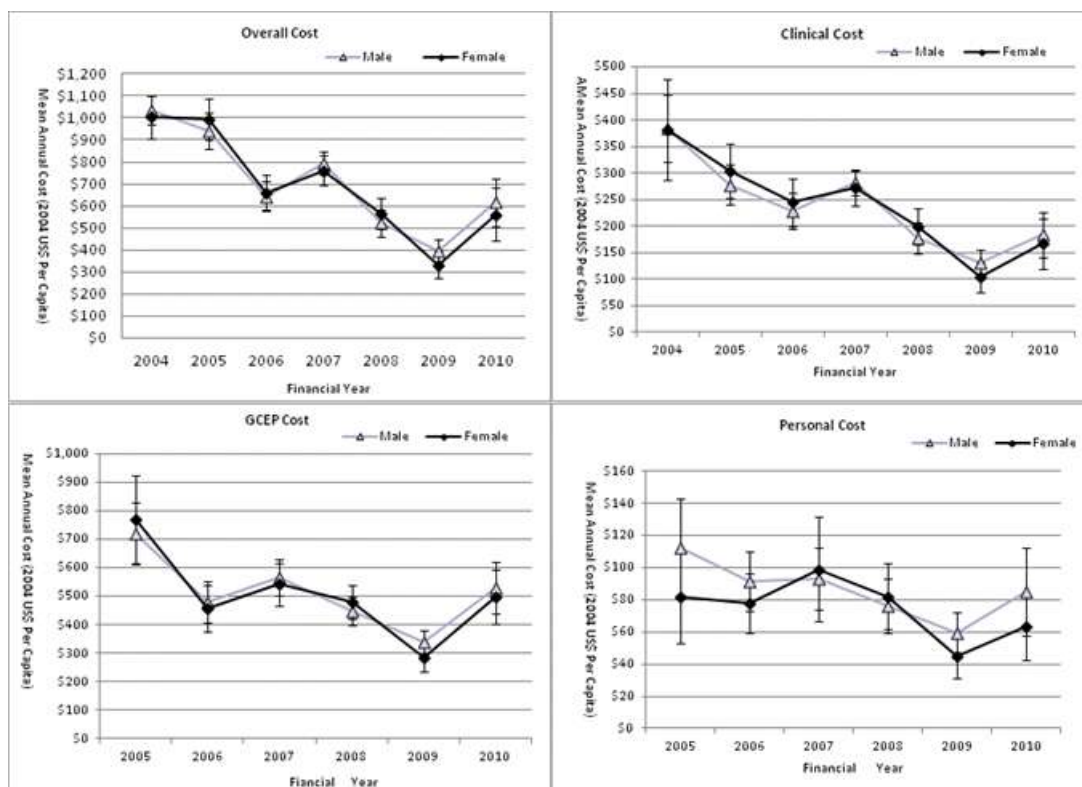 Overall Cost
Male Female
Mean Annual Cost (2004 US$ Per Capita)
$1,200
$1,100
$1,000
$900
$800
$700
$600
$500
$400
$300
$200
$100
$0
2004 2005 2006 2007 2008 2009 2010
Financial Year
Clinical Cost
Male Female
AMean Annual Cost (2004 US$ Per Capita)
$500
$450
$400
$350
$300
$250
$200
$150
$100
$50
$0
2004 2005 2006 2007 2008 2009 2010
Financial Year
GCEP Cost
Male Female
Mean Annual Cost (2004 US$ Per Capita)
$1,000
$900
$800
$700
$600
$500
$400
$300
$200
$100
$0
2005 2006 2007 2008 2009 2010
Fiancial Year
Personal Cost
Male Female
Mean Annual Cost (2004 US$ Per Capita)
$160
$140
$120
$100
$80
$60
$40
$20
$0
2005 2006 2007 2008 2009 2010
Financial Year